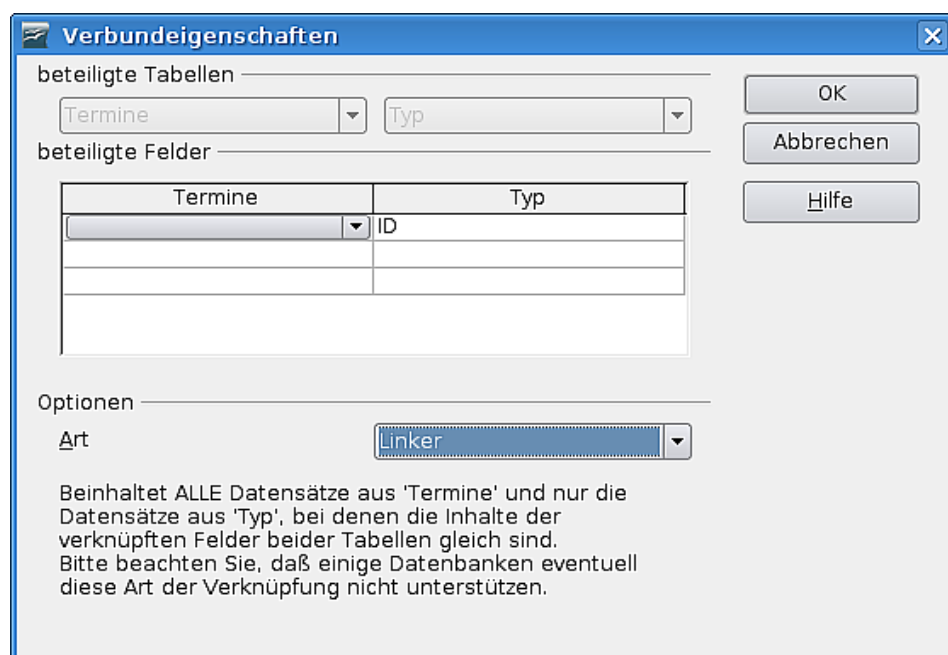 Verbundeigenschaften
beteiligte Tabellen
Termine Typ
OK
beteiligte Felder
Abbrechen
Termine Typ
Hilfe
ID
Optionen
Art Linker
Beinhaltet ALLE Datensätze aus 'Termine' und nur die
Datensätze aus 'Typ', bei denen die Inhalte der
verknüpften Felder beider Tabellen gleich sind.
Bitte beachten Sie, daß einige Datenbanken eventuell
diese Art der Verknüpfung nicht unterstützen.